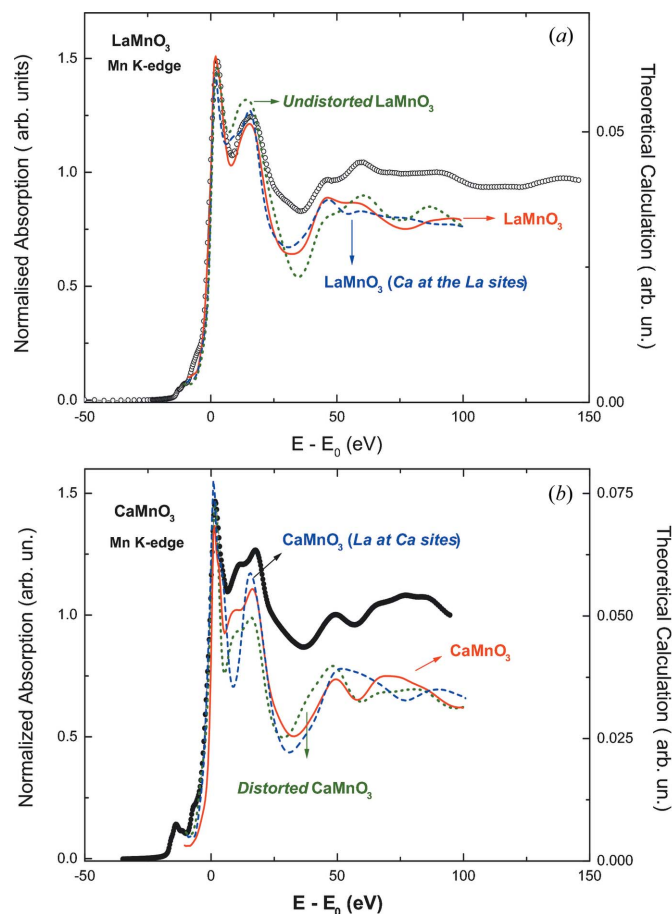 (a)
LaMnO3
Mn K-edge
Undistorted LaMnO3
LaMnO3
LaMnO3 (Ca at the La sites)
Normalised Absorption ( arb. units)
1.5
1.0
0.5
0.0
Theoretical Calculation ( arb. un.)
0.05
0.00
-50 0 50 100 150
E - E0 (eV)
(b)
CaMnO3
Mn K-edge
CaMnO3 (La at Ca sites)
CaMnO3
Distorted CaMnO3
Normalized Absorption (arb. un.)
1.5
1.0
0.5
0.0
Theoretical Calculation ( arb. un.)
0.075
0.050
0.025
0.000
-50 0 50 100 150
E - E0 (eV)